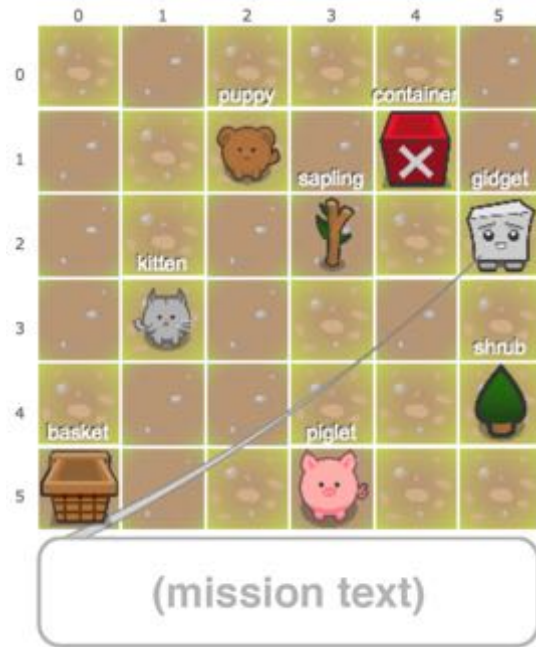 0 1 2 3 4 5
0
puppy container
1
sapling gidget
2
kitten
3
shrub
4
basket piglet
5
(mission text)